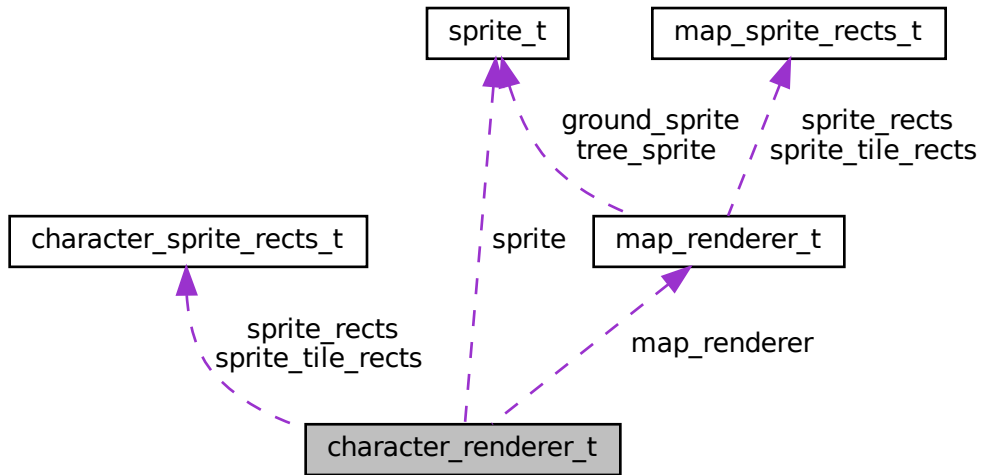 sprite_t
map_sprite_rects_t
ground_sprite
tree_sprite
sprite_rects
sprite_tile_rects
character_sprite_rects_t
sprite
map_renderer_t
sprite_rects
sprite_tile_rects
map_renderer
character_renderer_t